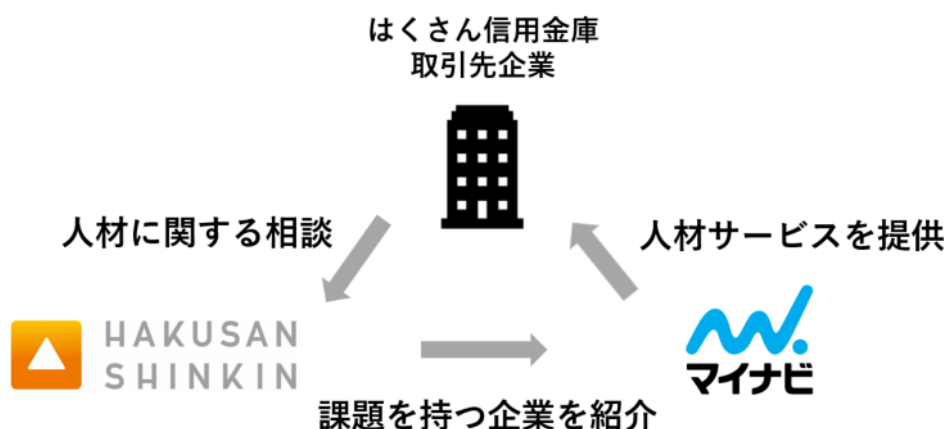 はくさん信用金庫
取引先企業
人材に関する相談
人材サービスを提供
HAKUSAN
SHINKIN
マイナビ
課題を持つ企業を紹介